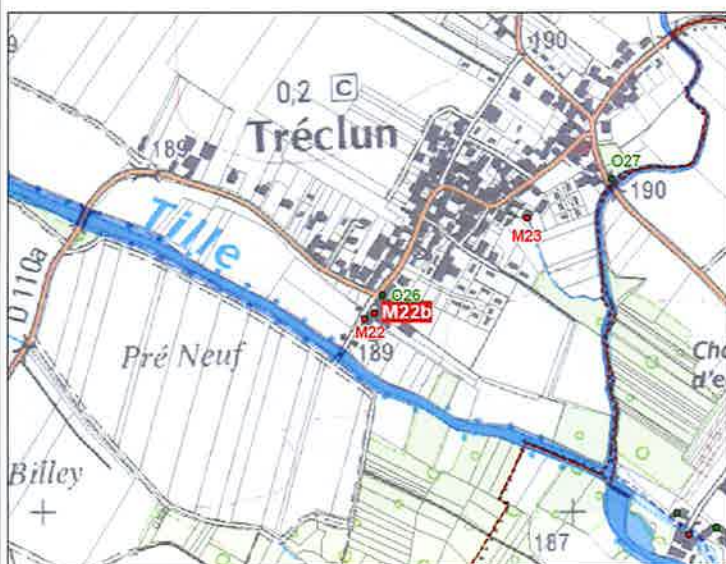 190
0,2 C
Tréclun
189
O27
190
M23
Tille
D 110a
O26
M22b
M22
189
Pré Neuf
d'e
Billey
187